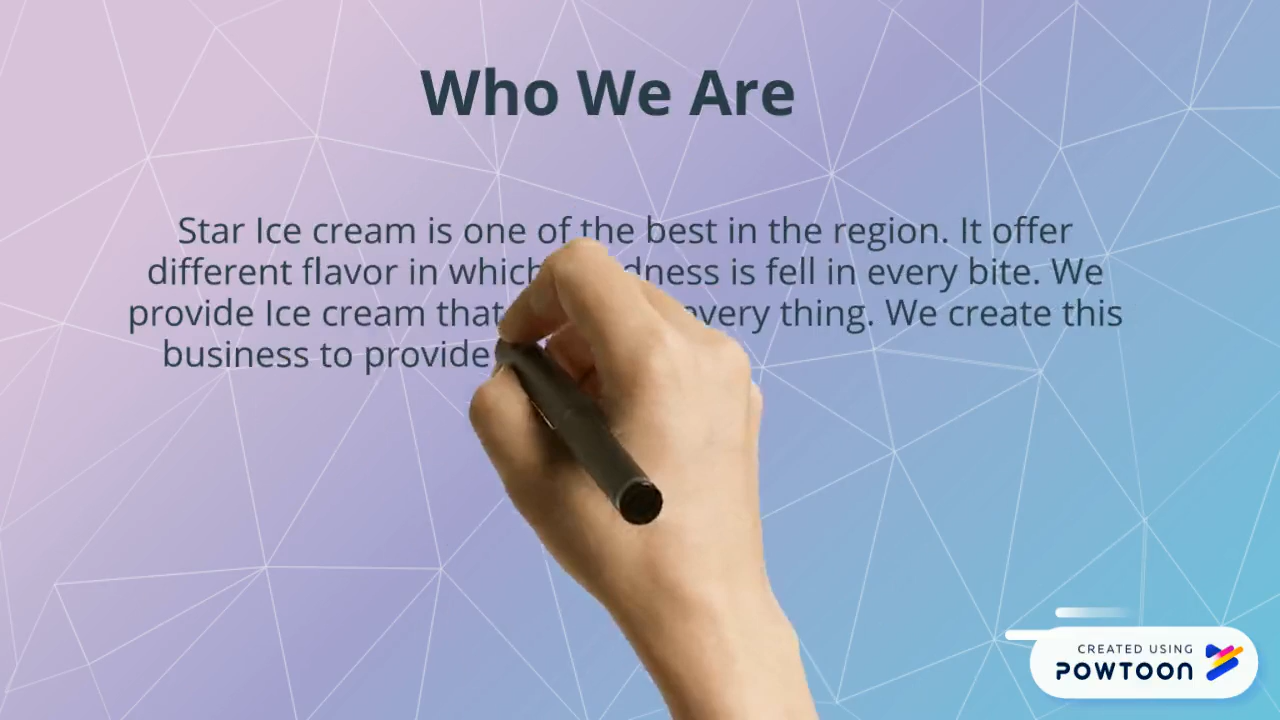 Who We Are
Star Ice cream is one of the best in the region. It offer
different flavor in which is fell in every bite. We
provide Ice cream that every thing. We create this
business to provide
CREATED USING
POWTOON